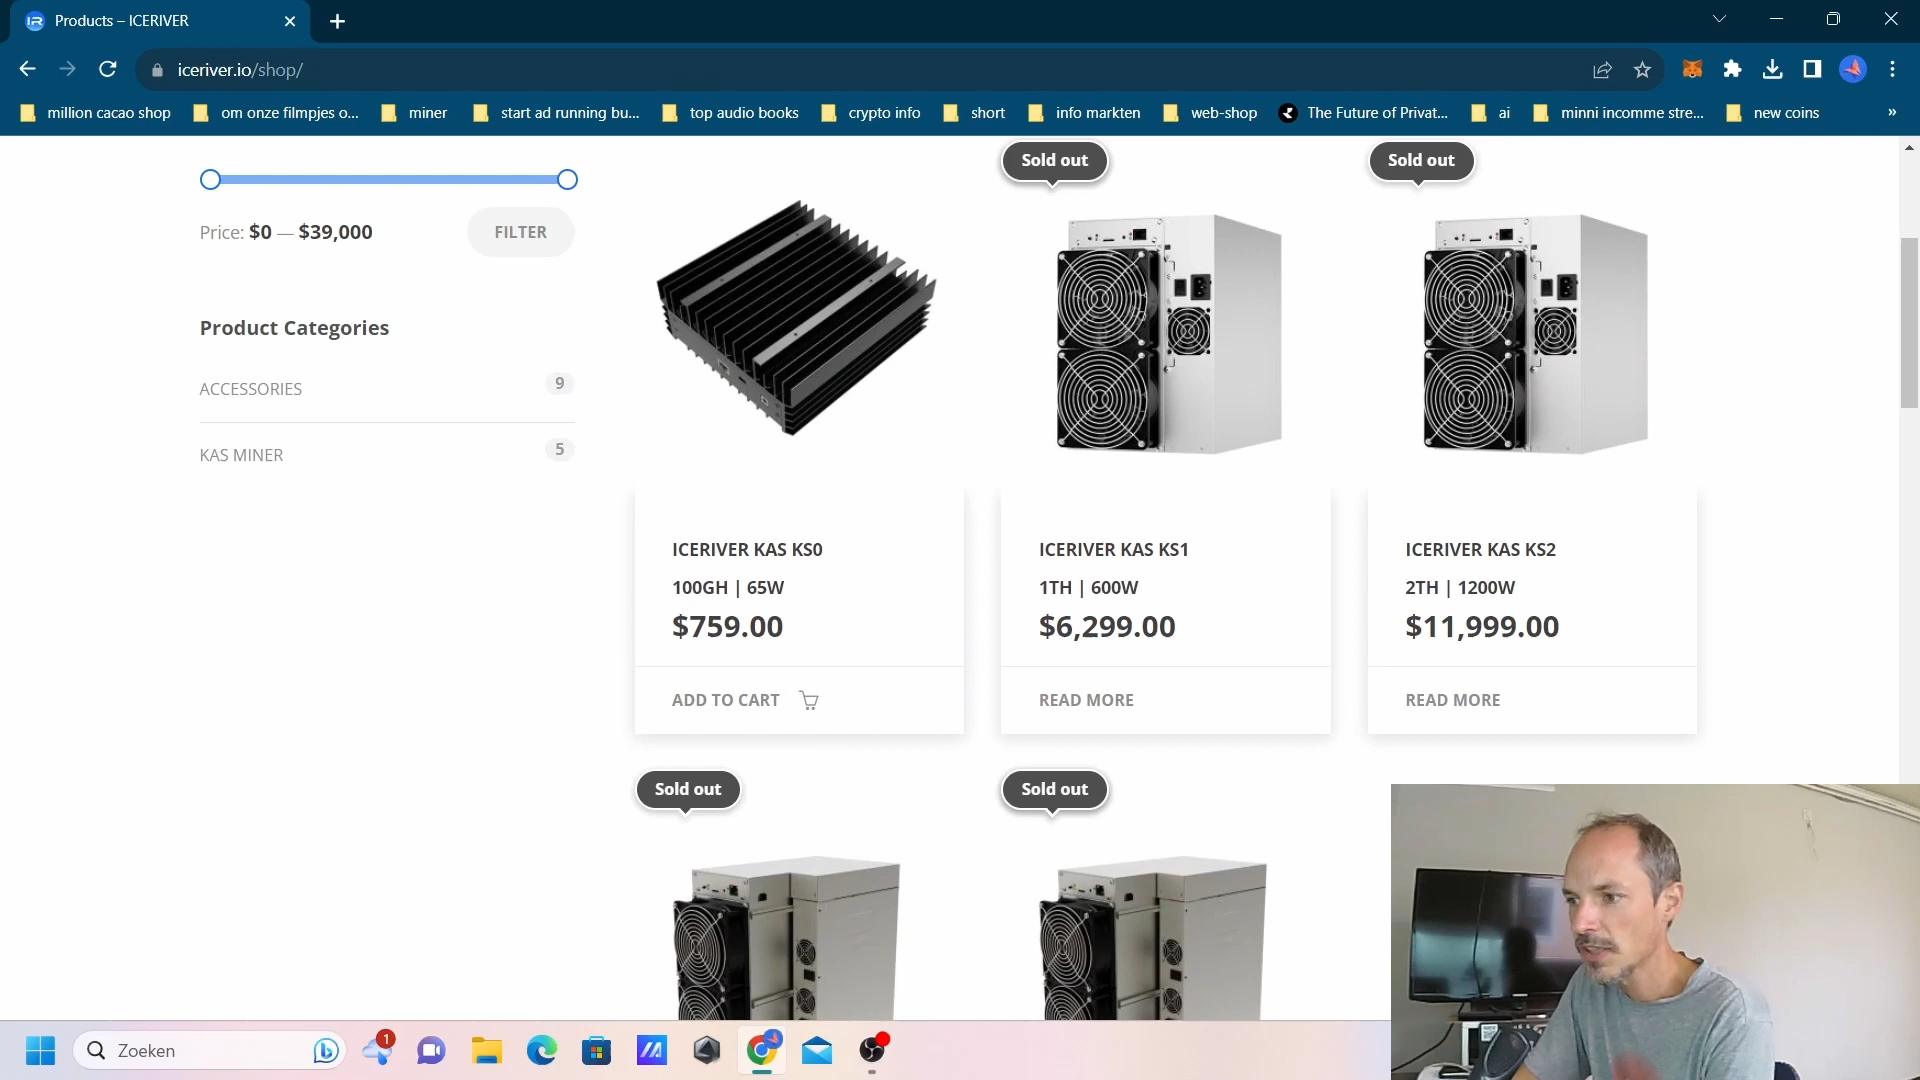 Products – ICERIVER
iceriver.io/shop/
million cacao shop
om onze filmpjes o...
miner
start ad running bu...
top audio books
crypto info
short
info markten
web-shop
The Future of Privat...
ai
minni incomme stre...
new coins
»
Price: $0 — $39,000
FILTER
Product Categories
ACCESSORIES 9
KAS MINER 5
ICERIVER KAS KS0
100GH | 65W
$759.00
ADD TO CART
Sold out
ICERIVER KAS KS1
1TH | 600W
$6,299.00
READ MORE
Sold out
ICERIVER KAS KS2
2TH | 1200W
$11,999.00
READ MORE
Sold out
Sold out
Zoeken
1